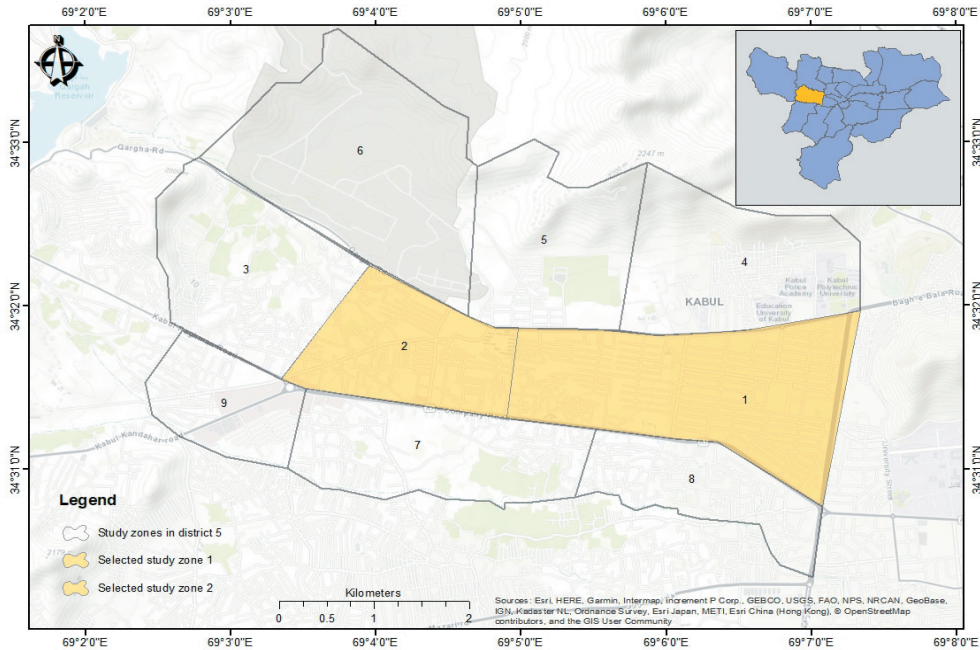 69°2'0"E 69°3'0"E 69°4'0"E 69°5'0"E 69°6'0"E 69°7'0"E 69°8'0"E
N
Reservoir
Gargha Rd
2247 m
34°33'0"N
34°33'0"N
6
5
4
3
KABUL
Kabul
Police
Academy
Kabul
Polytechnic
University
Education
University
of Kabul
Bagh-e Bala Road
34°32'0"N
34°32'0"N
2
1
9
Kabul-Kandahar-road
7
8
University Street
34°31'0"N
34°31'0"N
Legend
Study zones in district 5
Selected study zone 1
Selected study zone 2
Kilometers
0 0.5 1 2
Sources: Esri, HERE, Garmin, Intermap, increment P Corp., GEBCO, USGS, FAO, NPS, NRCAN, GeoBase,
IGN, Kadaster NL, Ordnance Survey, Esri Japan, METI, Esri China (Hong Kong), © OpenStreetMap
contributors, and the GIS User Community
69°2'0"E 69°3'0"E 69°4'0"E 69°5'0"E 69°6'0"E 69°7'0"E 69°8'0"E